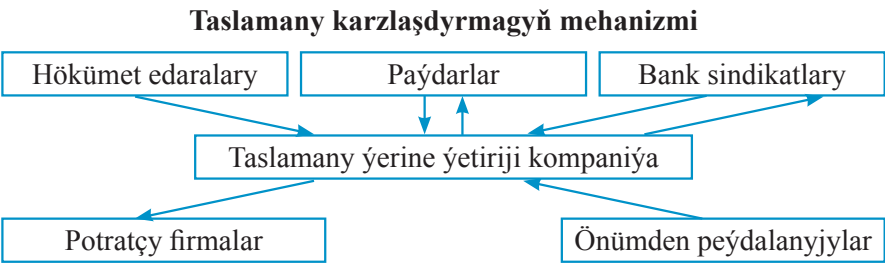 Taslamany karzlaşdyrmagyň mehanizmi
Hökümet edaralary
Paýdarlar
Bank sindikatlary
Taslamany ýerine ýetiriji kompaniýa
Potratçy firmalar
Önümden peýdalanyjylar